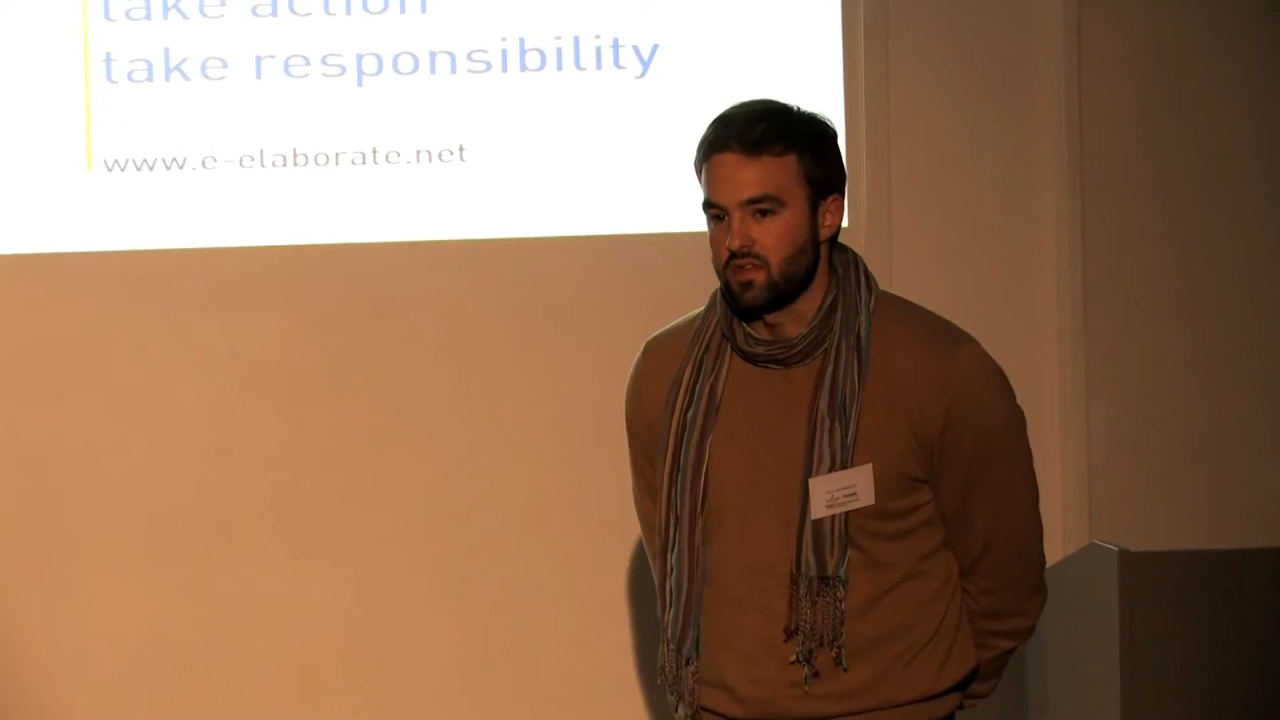 take action
take responsibility
www.e-elaborate.net